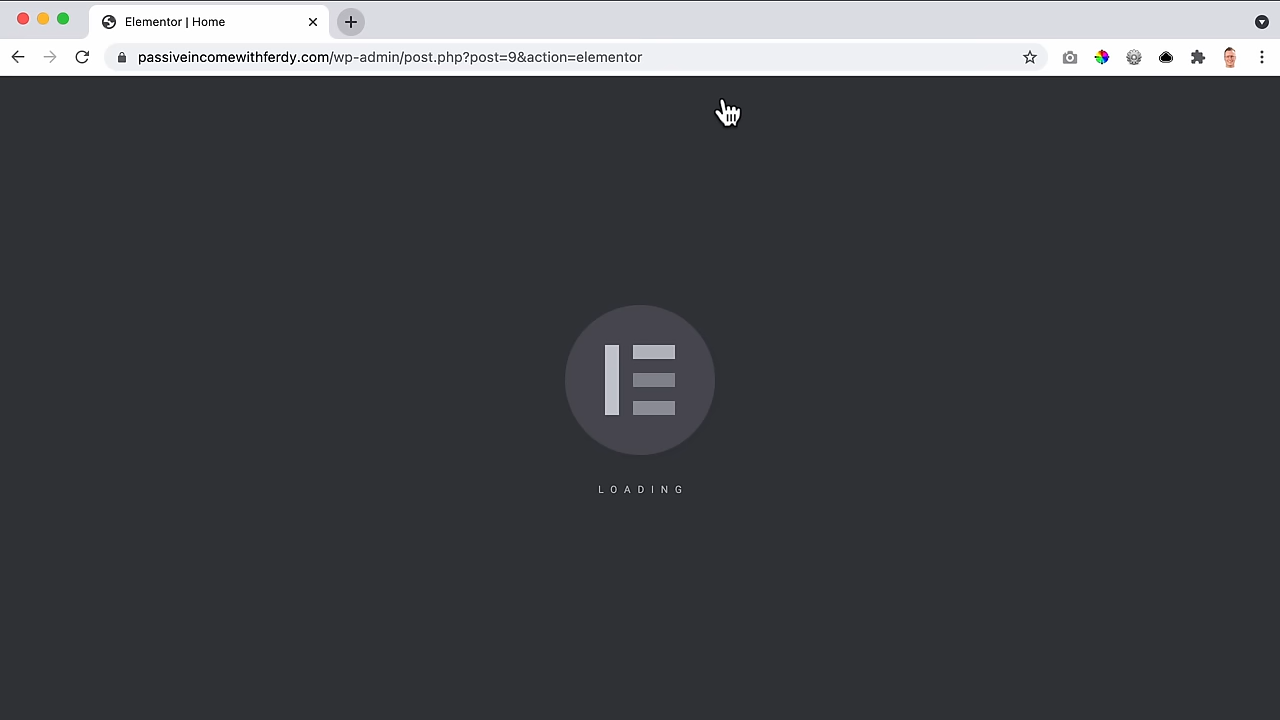 Elementor | Home
passiveincomewithferdy.com/wp-admin/post.php?post=9&action=elementor
LOADING